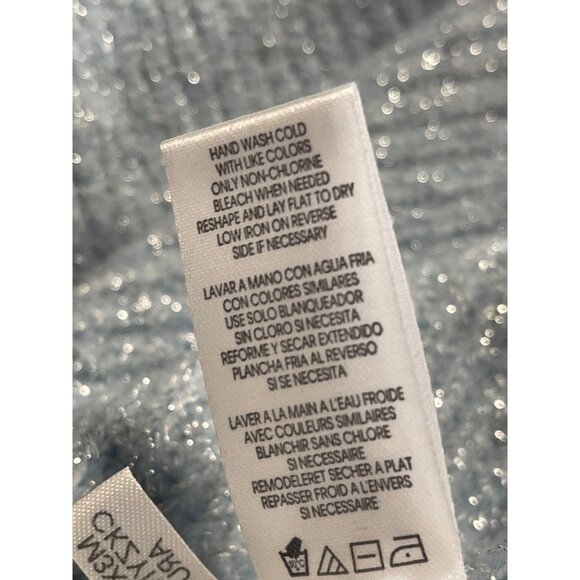 HAND WASH COLD
WITH LIKE COLORS
ONLY NON-CHLORINE
BLEACH WHEN NEEDED
RESHAPE AND LAY FLAT TO DRY
LOW IRON ON REVERSE
SIDE IF NECESSARY
LAVAR A MANO CON AGUA FRIA
CON COLORES SIMILARES
USE SOLO BLANQUEADOR
SIN CLORO SI NECESITA
REFORME Y SECAR EXTENDIDO
PLANCHA FRIA AL REVERSO
SI SE NECESITA
LAVER A LA MAIN A L'EAU FROIDE
AVEC COULEURS SIMILAIRES
BLANCHIR SANS CHLORE
SI NECESSAIRE
REMODELERET SECHER A PLAT
REPASSER FROID A L'ENVERS
SI NECESSAIRE